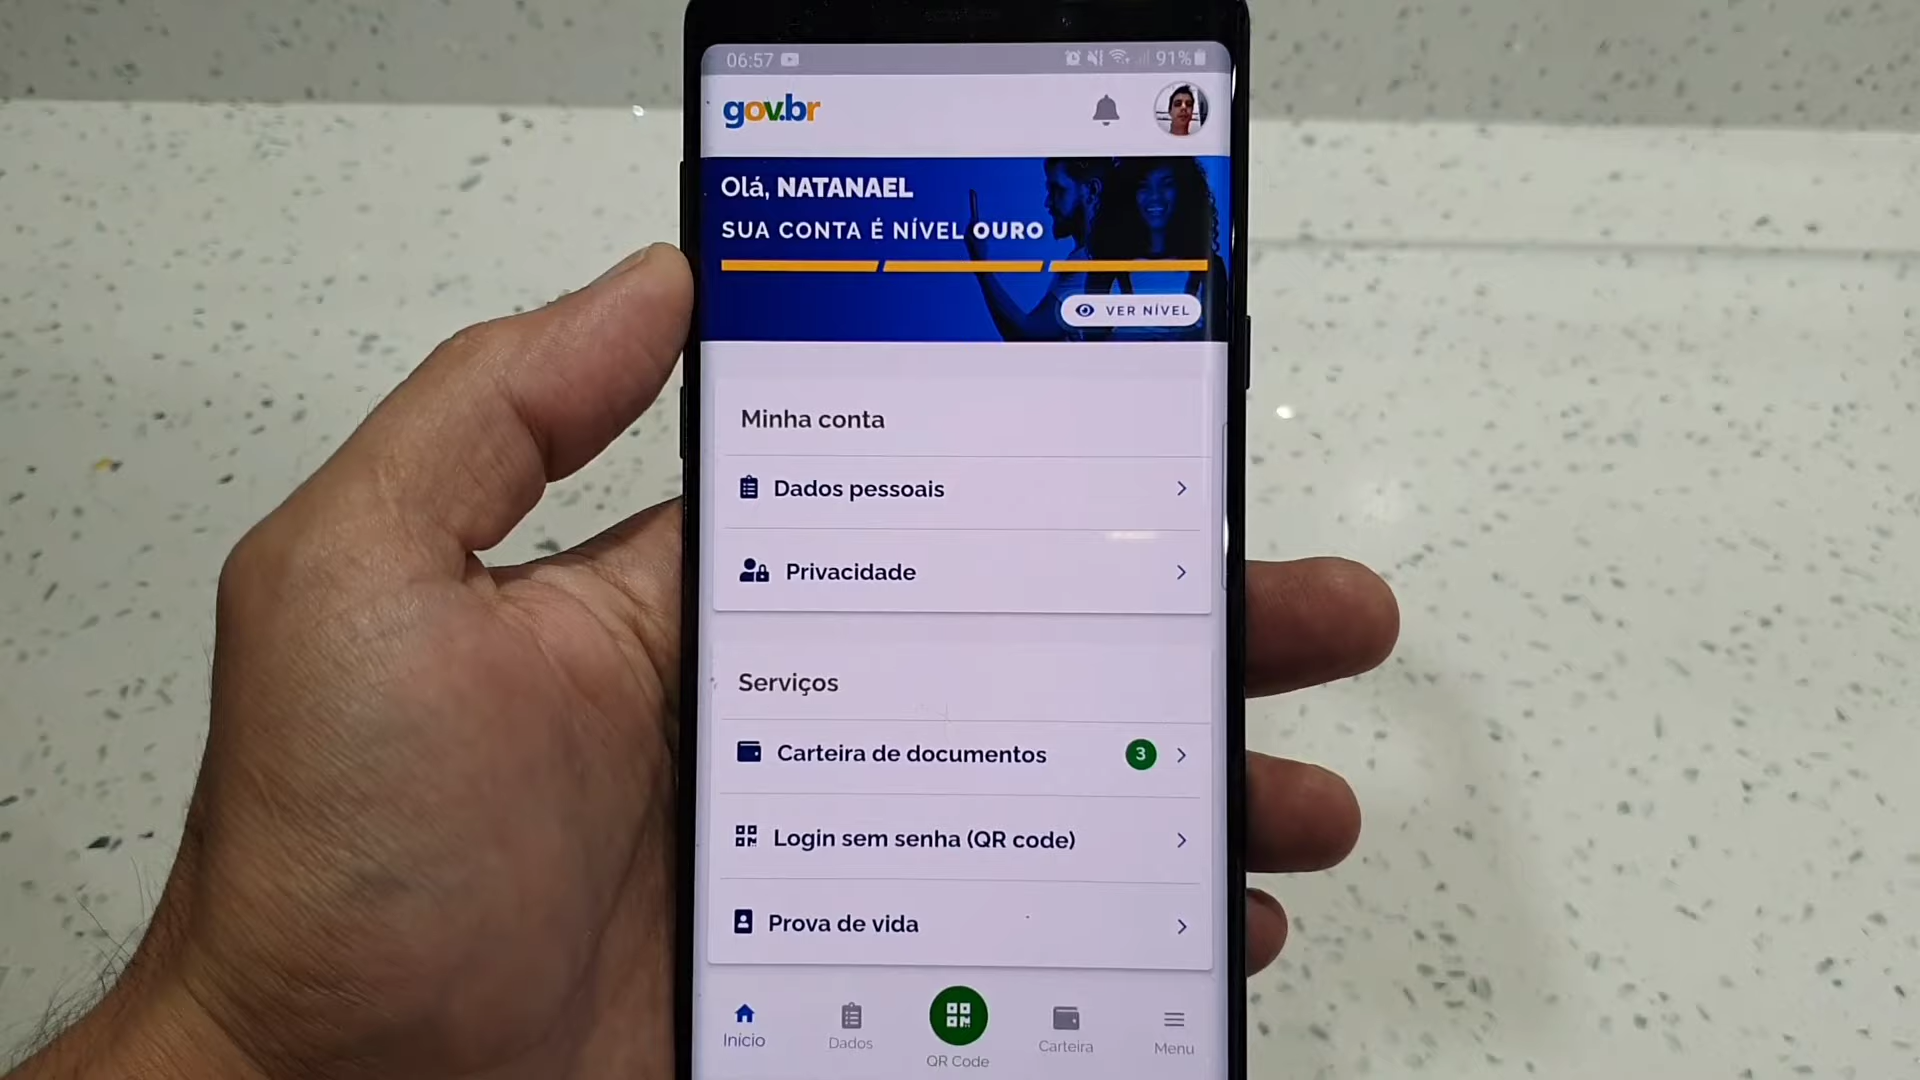 06:57 91%
gov.br
Olá, NATANAEL
SUA CONTA É NÍVEL OURO
VER NÍVEL
Minha conta
Dados pessoais
Privacidade
Serviços
Carteira de documentos 3
Login sem senha (QR code)
Prova de vida
Início Dados QR Code Carteira Menu